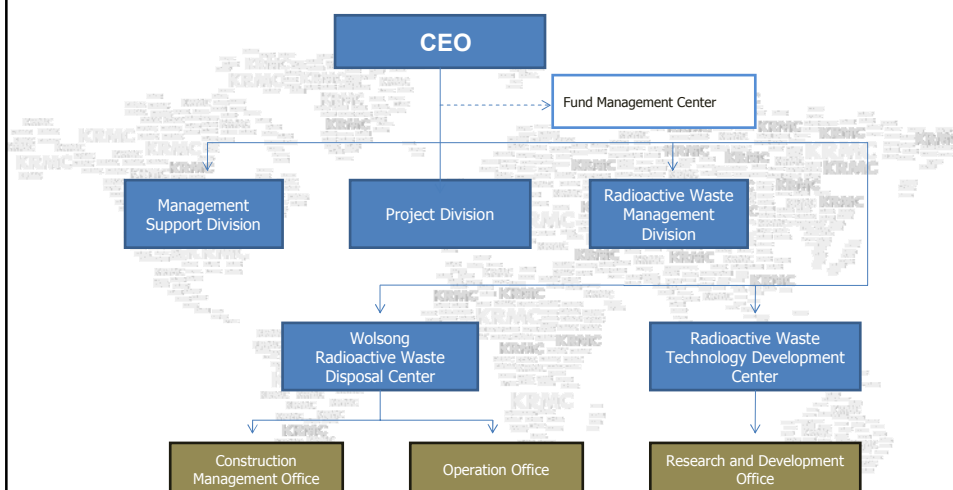 CEO
Fund Management Center
Management
Support Division
Project Division
Radioactive Waste
Management
Division
Wolsong
Radioactive Waste
Disposal Center
Radioactive Waste
Technology Development
Center
Construction
Management Office
Operation Office
Research and Development
Office
KRMC